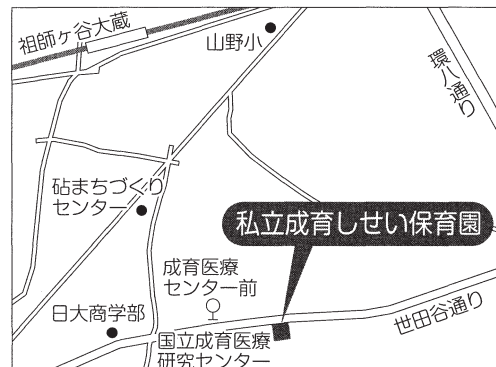 祖師ヶ谷大蔵
山野小
環八通り
砧まちづくり
センター
私立成育しせい保育園
成育医療
センター前
日大商学部
世田谷通り
国立成育医療
研究センター